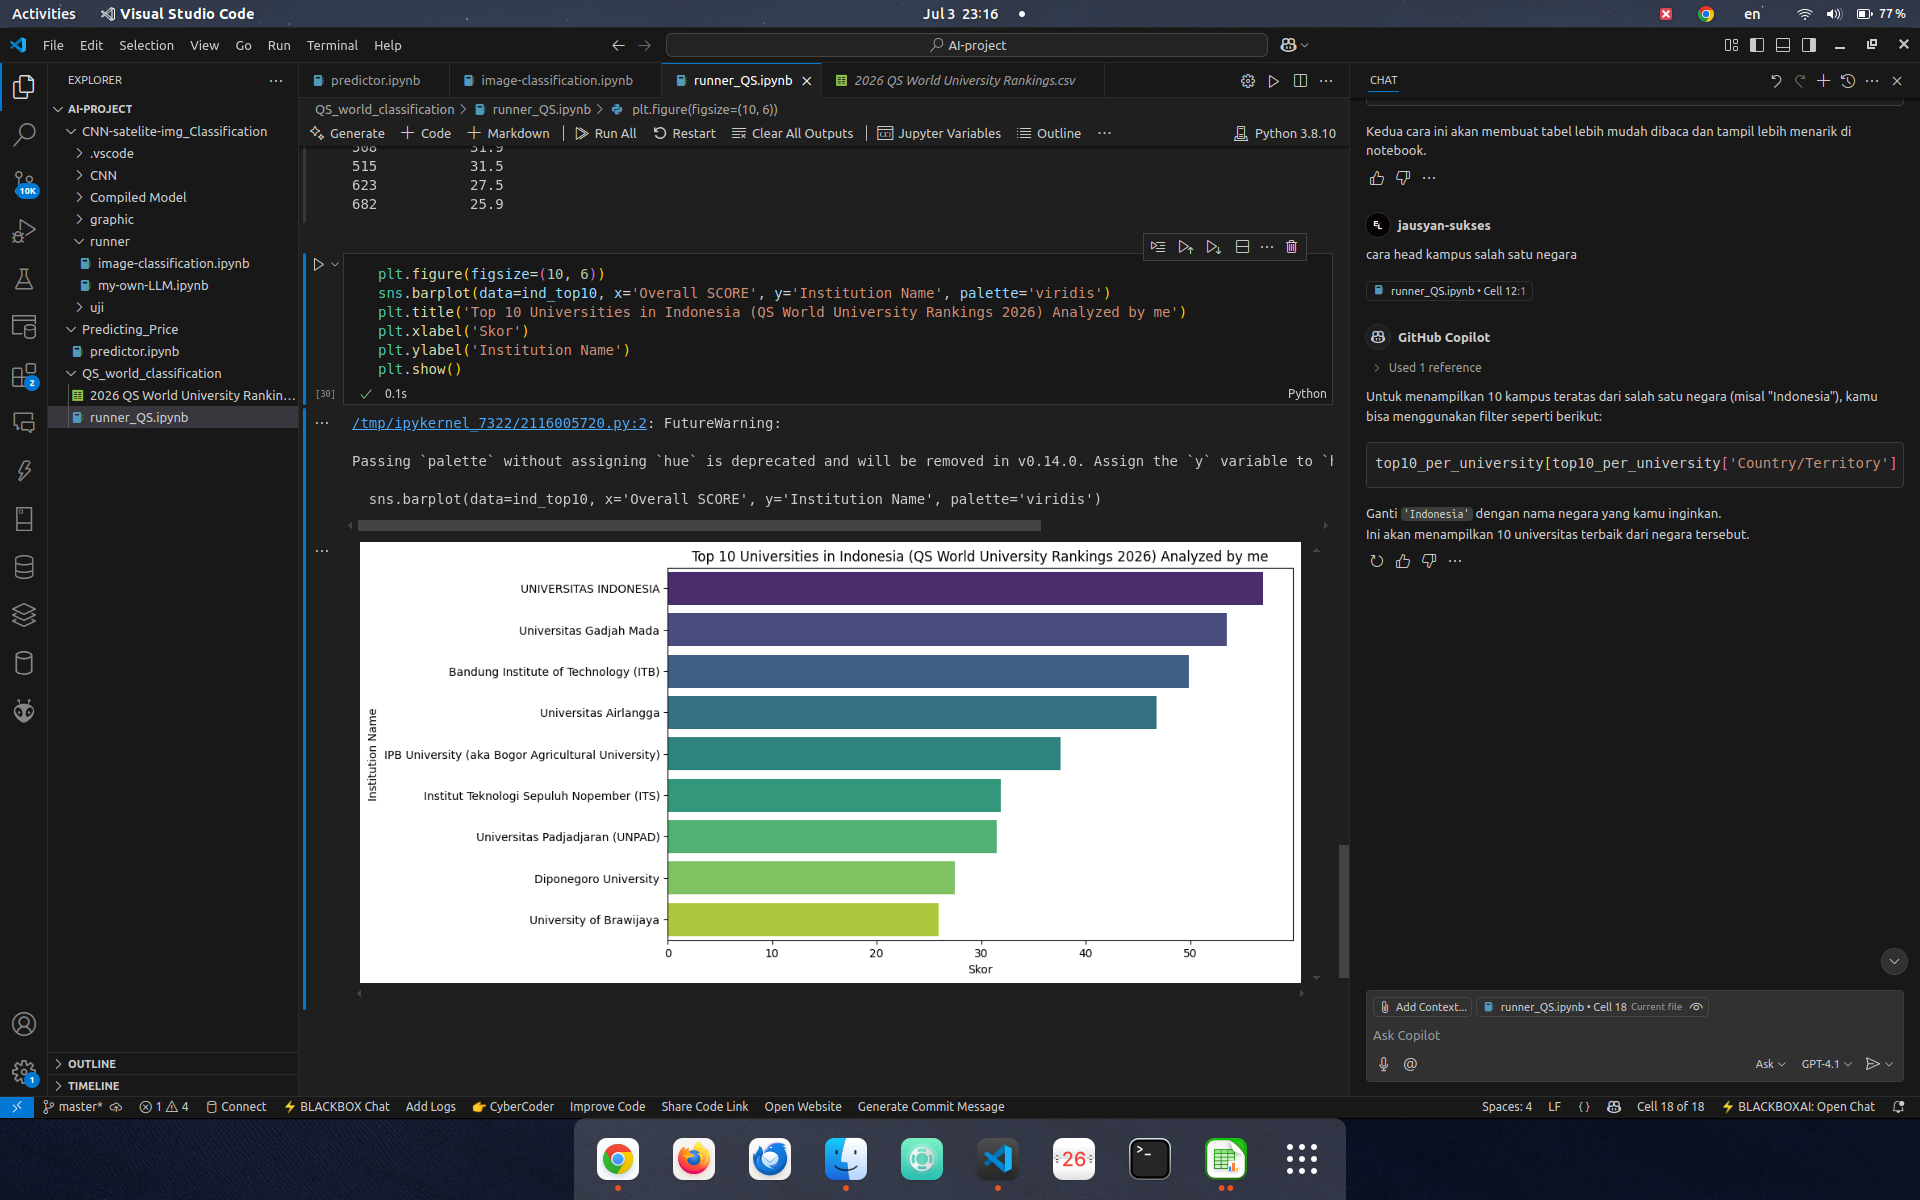 Activities
Visual Studio Code
Jul 3 23:16
en
77 %
File Edit Selection View Go Run Terminal Help
AI-project
EXPLORER
AI-PROJECT
CNN-satelite-img_Classification
.vscode
CNN
Compiled Model
graphic
runner
image-classification.ipynb
my-own-LLM.ipynb
uji
Predicting_Price
predictor.ipynb
QS_world_classification
2026 QS World University Rankin...
runner_QS.ipynb
OUTLINE
TIMELINE
10K
2
1
predictor.ipynb
image-classification.ipynb
runner_QS.ipynb
2026 QS World University Rankings.csv
QS_world_classification > runner_QS.ipynb > plt.figure(figsize=(10, 6))
Generate + Code + Markdown Run All Restart Clear All Outputs Jupyter Variables Outline ...
Python 3.8.10
308 31.9
515 31.5
623 27.5
682 25.9
plt.figure(figsize=(10, 6))
sns.barplot(data=ind_top10, x='Overall SCORE', y='Institution Name', palette='viridis')
plt.title('Top 10 Universities in Indonesia (QS World University Rankings 2026) Analyzed by me')
plt.xlabel('Skor')
plt.ylabel('Institution Name')
plt.show()
[30]
0.1s
Python
/tmp/ipykernel_7322/2116005720.py:2: FutureWarning:
Passing `palette` without assigning `hue` is deprecated and will be removed in v0.14.0. Assign the `y` variable to `h
sns.barplot(data=ind_top10, x='Overall SCORE', y='Institution Name', palette='viridis')
Top 10 Universities in Indonesia (QS World University Rankings 2026) Analyzed by me
UNIVERSITAS INDONESIA
Universitas Gadjah Mada
Bandung Institute of Technology (ITB)
Universitas Airlangga
IPB University (aka Bogor Agricultural University)
Institut Teknologi Sepuluh Nopember (ITS)
Universitas Padjadjaran (UNPAD)
Diponegoro University
University of Brawijaya
Institution Name
0 10 20 30 40 50
Skor
CHAT
Kedua cara ini akan membuat tabel lebih mudah dibaca dan tampil lebih menarik di
notebook.
EL
jausyan-sukses
cara head kampus salah satu negara
runner_QS.ipynb • Cell 12:1
GitHub Copilot
Used 1 reference
Untuk menampilkan 10 kampus teratas dari salah satu negara (misal "Indonesia"), kamu
bisa menggunakan filter seperti berikut:
top10_per_university[top10_per_university['Country/Territory']
Ganti 'Indonesia' dengan nama negara yang kamu inginkan.
Ini akan menampilkan 10 universitas terbaik dari negara tersebut.
Add Context...
runner_QS.ipynb • Cell 18 Current file
Ask Copilot
@
Ask
GPT-4.1
master*
1 4
Connect
BLACKBOX Chat
Add Logs
CyberCoder
Improve Code
Share Code Link
Open Website
Generate Commit Message
Spaces: 4
LF
{ }
Cell 18 of 18
BLACKBOXAI: Open Chat
26
>_